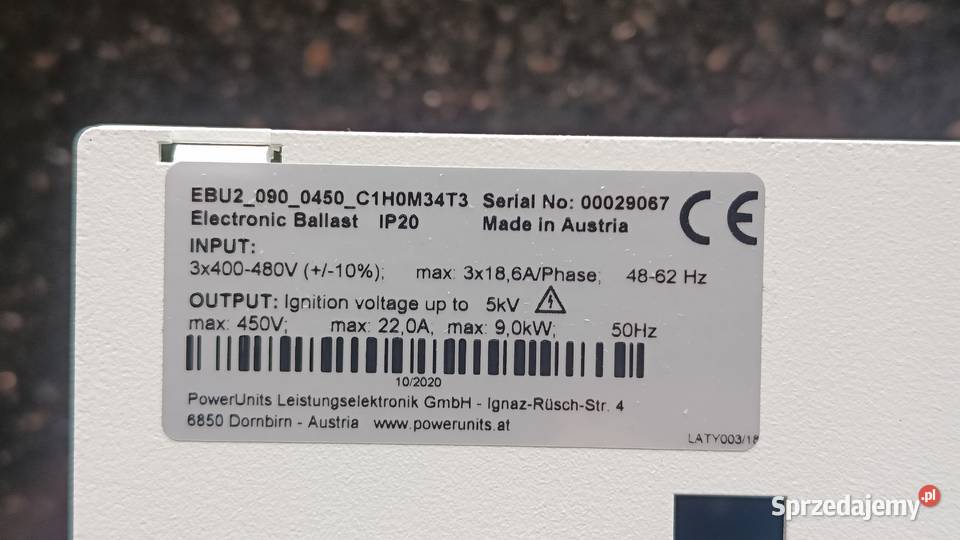 EBU2_090_0450_C1H0M34T3 Serial No: 00029067
Electronic Ballast IP20 Made in Austria
CE
INPUT:
3x400-480V (+/-10%); max: 3x18,6A/Phase; 48-62 Hz
OUTPUT: Ignition voltage up to 5kV
max: 450V; max: 22,0A, max: 9,0kW; 50Hz
10/2020
PowerUnits Leistungselektronik GmbH - Ignaz-Rüsch-Str. 4
6850 Dornbirn - Austria www.powerunits.at
LATY003/18
Sprzedajemy.pl